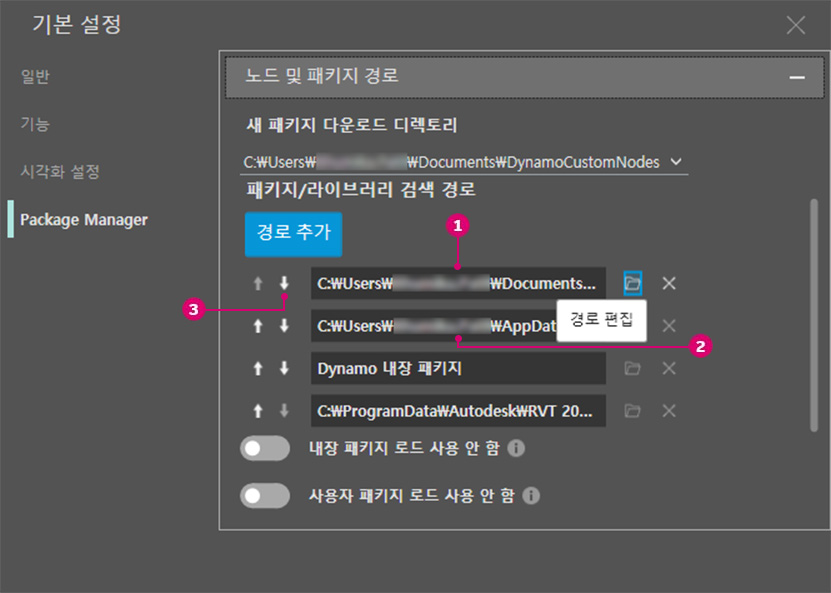 기본 설정
일반
기능
시각화 설정
Package Manager
노드 및 패키지 경로
새 패키지 다운로드 디렉토리
C:₩Users₩ ₩Documents₩DynamoCustomNodes
패키지/라이브러리 검색 경로
경로 추가
1
C:₩Users₩ ₩Documents...
3
경로 편집
C:₩Users₩ ₩AppDat
2
Dynamo 내장 패키지
C:₩ProgramData₩Autodesk₩RVT 20...
내장 패키지 로드 사용 안 함
사용자 패키지 로드 사용 안 함